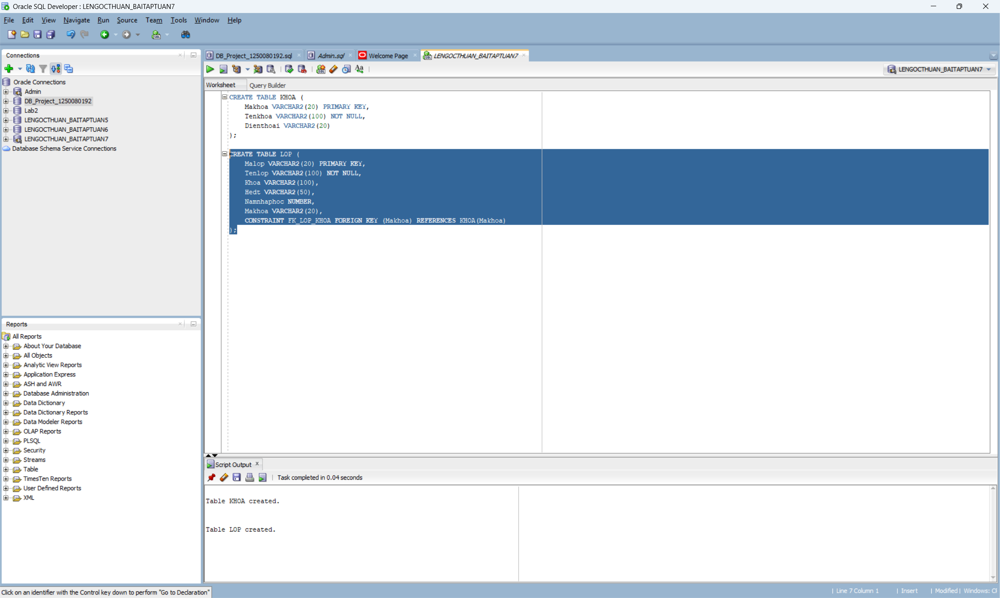 Oracle SQL Developer : LENGOCTHUAN_BAITAPTUAN7
File Edit View Navigate Run Source Team Tools Window Help
Connections
Oracle Connections
Admin
DB_Project_1250080192
Lab2
LENGOCTHUAN_BAITAPTUAN5
LENGOCTHUAN_BAITAPTUAN6
LENGOCTHUAN_BAITAPTUAN7
Database Schema Service Connections
Reports
All Reports
About Your Database
All Objects
Analytic View Reports
Application Express
ASH and AWR
Database Administration
Data Dictionary
Data Dictionary Reports
Data Modeler Reports
OLAP Reports
PLSQL
Security
Streams
Table
TimesTen Reports
User Defined Reports
XML
DB_Project_1250080192.sql Admin.sql Welcome Page LENGOCTHUAN_BAITAPTUAN7
LENGOCTHUAN_BAITAPTUAN7
Worksheet Query Builder
CREATE TABLE KHOA (
Makhoa VARCHAR2(20) PRIMARY KEY,
Tenkhoa VARCHAR2(100) NOT NULL,
Dienthoai VARCHAR2(20)
);
CREATE TABLE LOP (
Malop VARCHAR2(20) PRIMARY KEY,
Tenlop VARCHAR2(100) NOT NULL,
Khoa VARCHAR2(100),
Hedt VARCHAR2(50),
Namnhaphoc NUMBER,
Makhoa VARCHAR2(20),
CONSTRAINT FK_LOP_KHOA FOREIGN KEY (Makhoa) REFERENCES KHOA(Makhoa)
);
Script Output
Task completed in 0.04 seconds
Table KHOA created.
Table LOP created.
Click on an identifier with the Control key down to perform "Go to Declaration"
| Line 7 Column 1 | Insert | Modified | Windows: